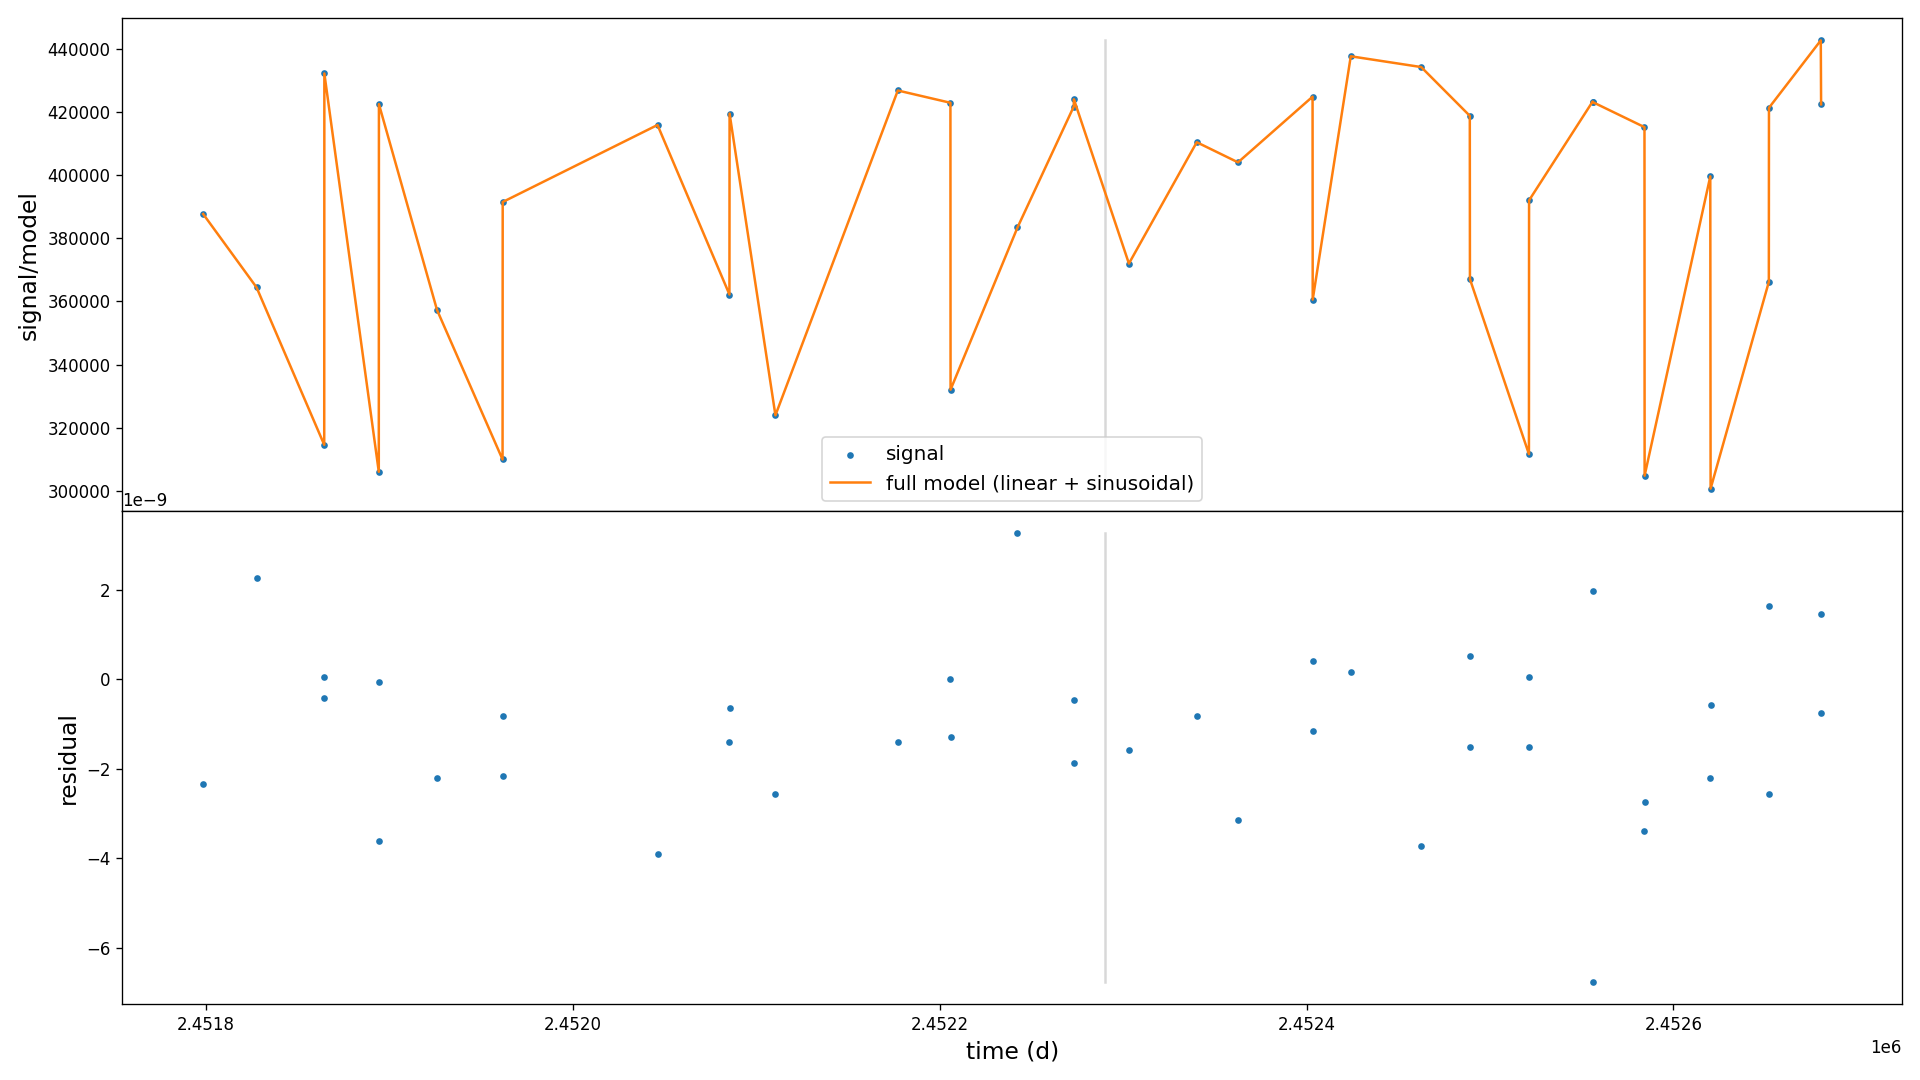 signal/model
440000
420000
400000
380000
360000
340000
320000
300000
signal
full model (linear + sinusoidal)
1e−9
residual
2
0
−2
−4
−6
2.4518
2.4520
2.4522
2.4524
2.4526
time (d)
1e6